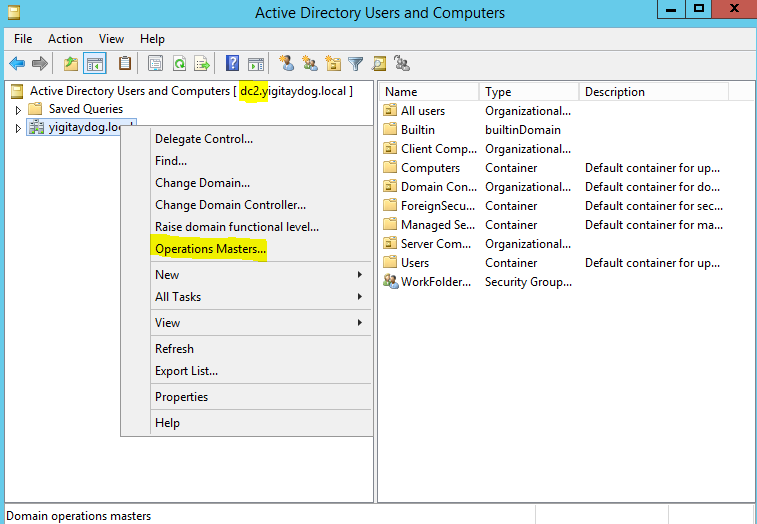 Active Directory Users and Computers
File Action View Help
Active Directory Users and Computers [ dc2.yigitaydog.local ]
Saved Queries
yigitaydog.local
Delegate Control...
Find...
Change Domain...
Change Domain Controller...
Raise domain functional level...
Operations Masters...
New
All Tasks
View
Refresh
Export List...
Properties
Help
Name Type Description
All users Organizational...
Builtin builtinDomain
Client Comp... Organizational...
Computers Container Default container for up...
Domain Con... Organizational... Default container for do...
ForeignSecu... Container Default container for sec...
Managed Se... Container Default container for ma...
Server Com... Organizational...
Users Container Default container for up...
WorkFolder... Security Group...
Domain operations masters